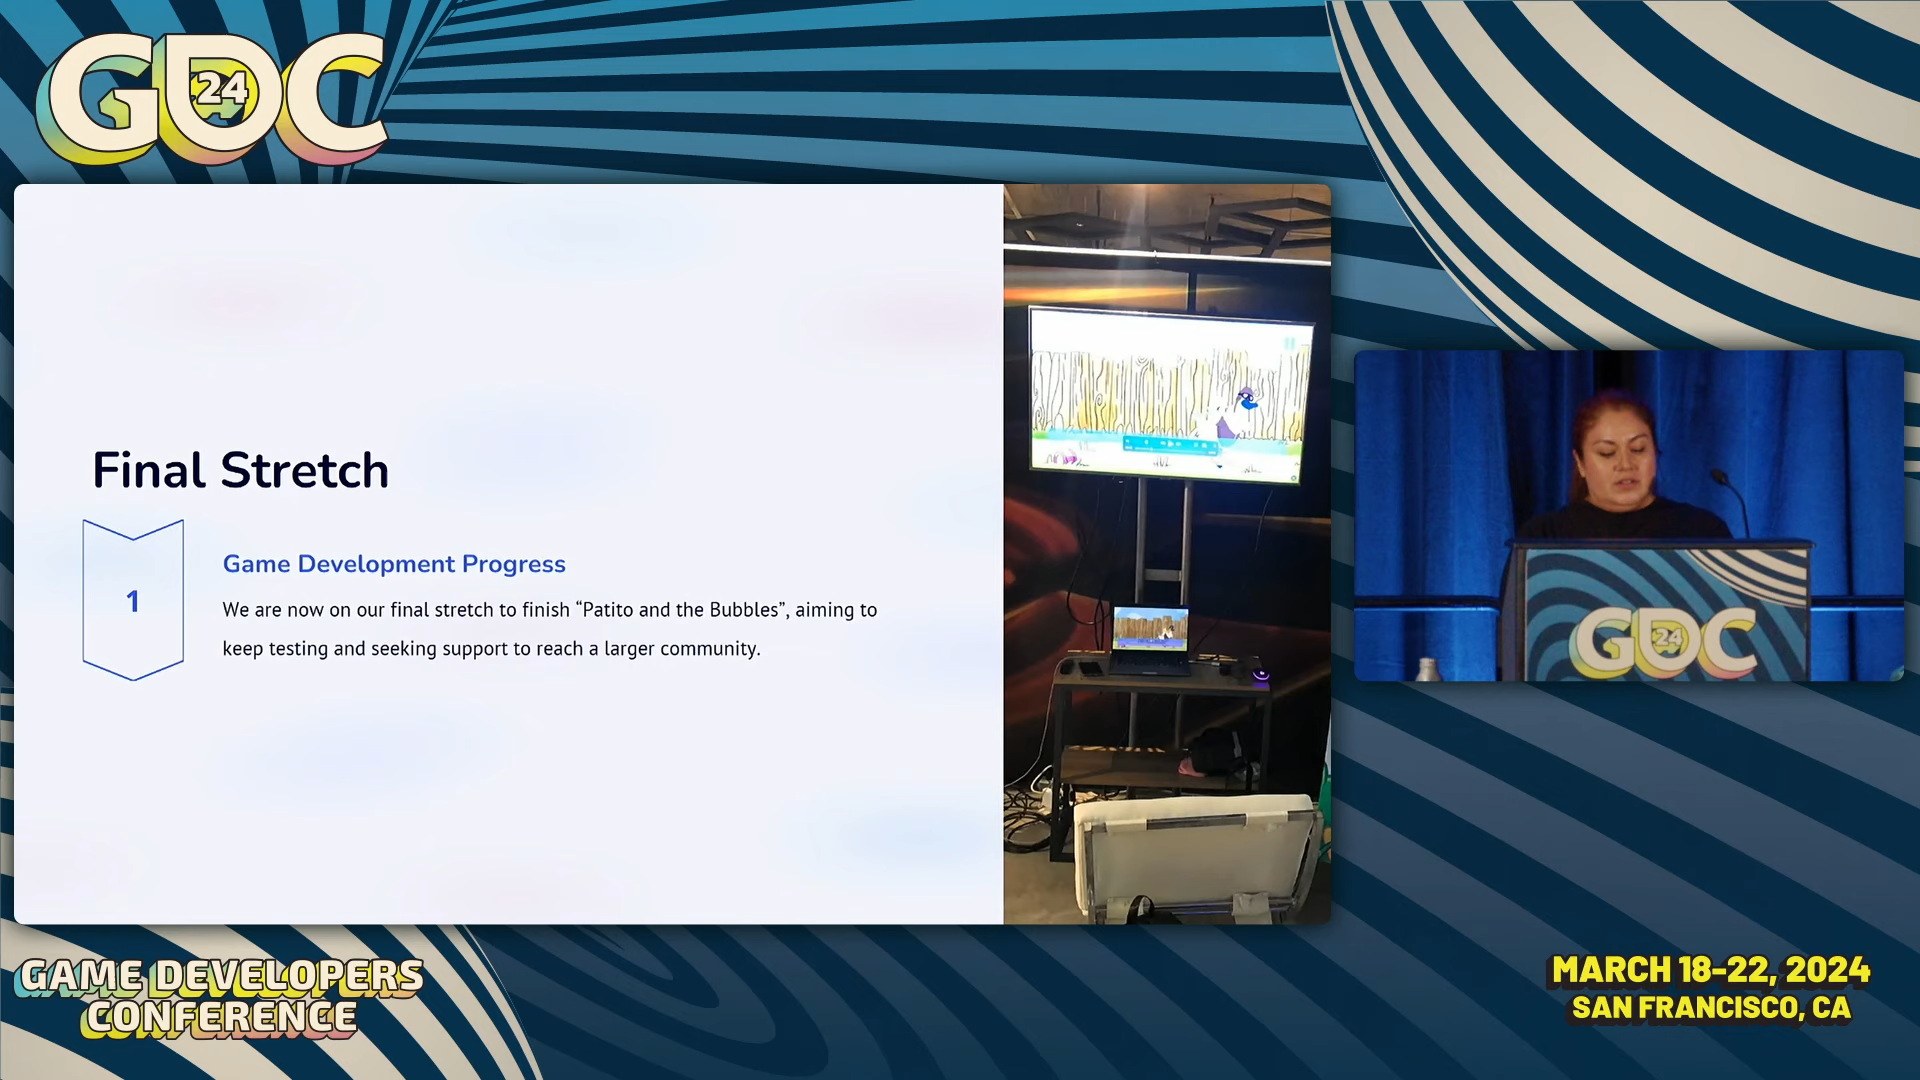 GDC
24
Final Stretch
1
Game Development Progress
We are now on our final stretch to finish “Patito and the Bubbles”, aiming to
keep testing and seeking support to reach a larger community.
GDC
24
GAME DEVELOPERS
CONFERENCE
MARCH 18-22, 2024
SAN FRANCISCO, CA